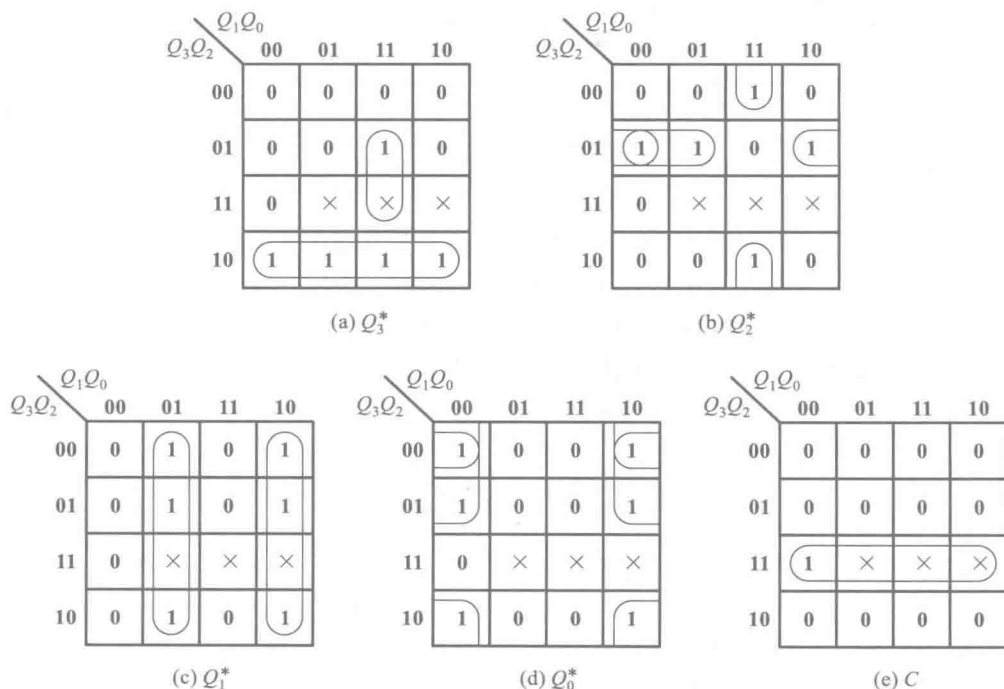 Q₁Q₀
Q₃Q₂ 00 01 11 10
00 0 0 0 0
01 0 0 1 0
11 0 × × ×
10 1 1 1 1
(a) Q₃*
Q₁Q₀
Q₃Q₂ 00 01 11 10
00 0 0 1 0
01 1 1 0 1
11 0 × × ×
10 0 0 1 0
(b) Q₂*
Q₁Q₀
Q₃Q₂ 00 01 11 10
00 0 1 0 1
01 0 1 0 1
11 0 × × ×
10 0 1 0 1
(c) Q₁*
Q₁Q₀
Q₃Q₂ 00 01 11 10
00 1 0 0 1
01 1 0 0 1
11 0 × × ×
10 1 0 0 1
(d) Q₀*
Q₁Q₀
Q₃Q₂ 00 01 11 10
00 0 0 0 0
01 0 0 0 0
11 1 × × ×
10 0 0 0 0
(e) C